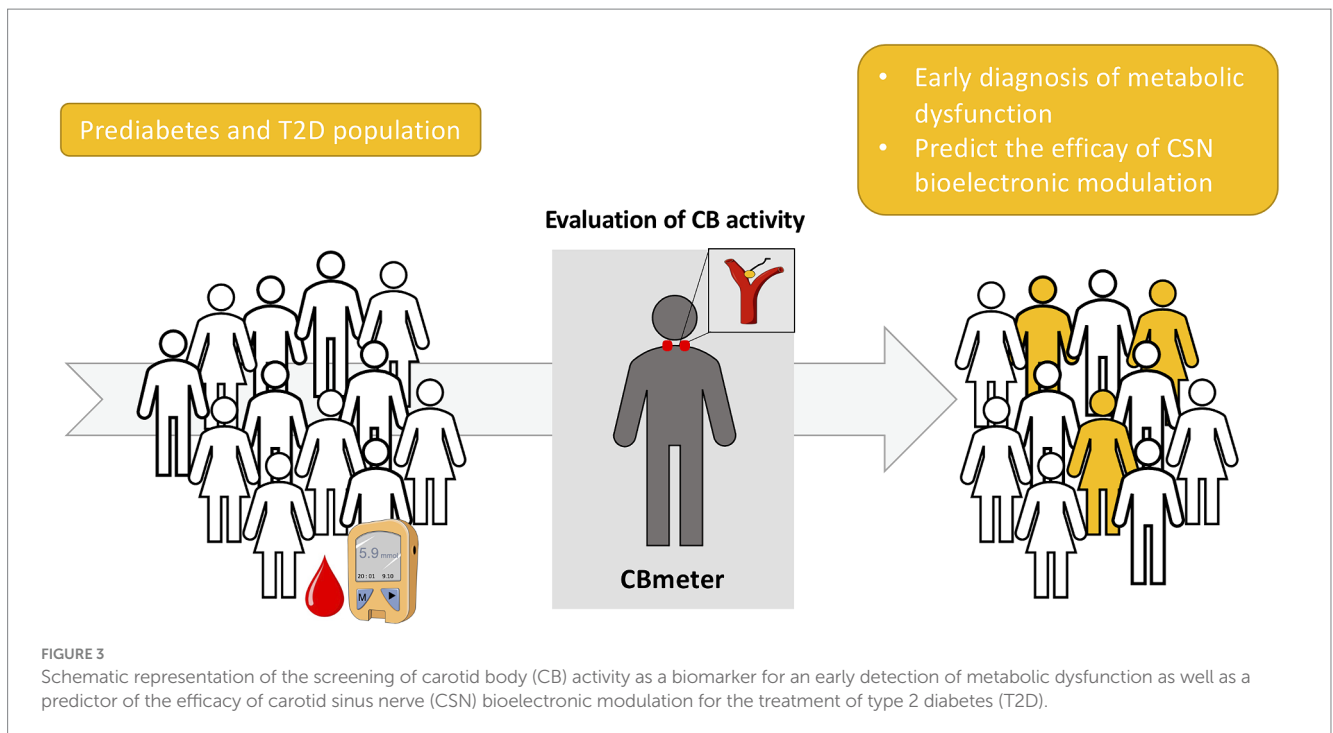 Prediabetes and T2D population
• Early diagnosis of metabolic
dysfunction
• Predict the efficay of CSN
bioelectronic modulation
Evaluation of CB activity
5.9 mmol
20:01 9:10
M
CBmeter
FIGURE 3
Schematic representation of the screening of carotid body (CB) activity as a biomarker for an early detection of metabolic dysfunction as well as a
predictor of the efficacy of carotid sinus nerve (CSN) bioelectronic modulation for the treatment of type 2 diabetes (T2D).